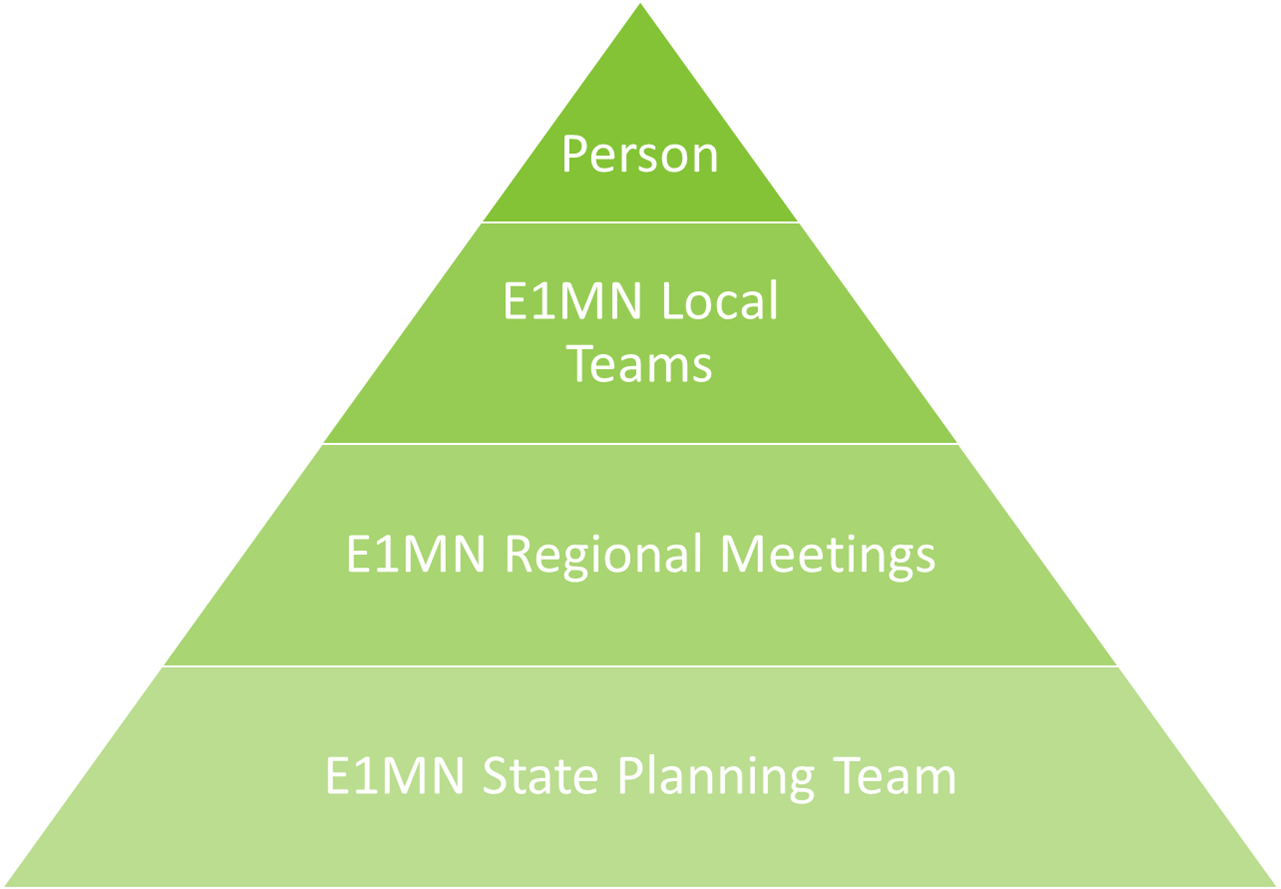 Person
E1MN Local
Teams
E1MN Regional Meetings
E1MN State Planning Team